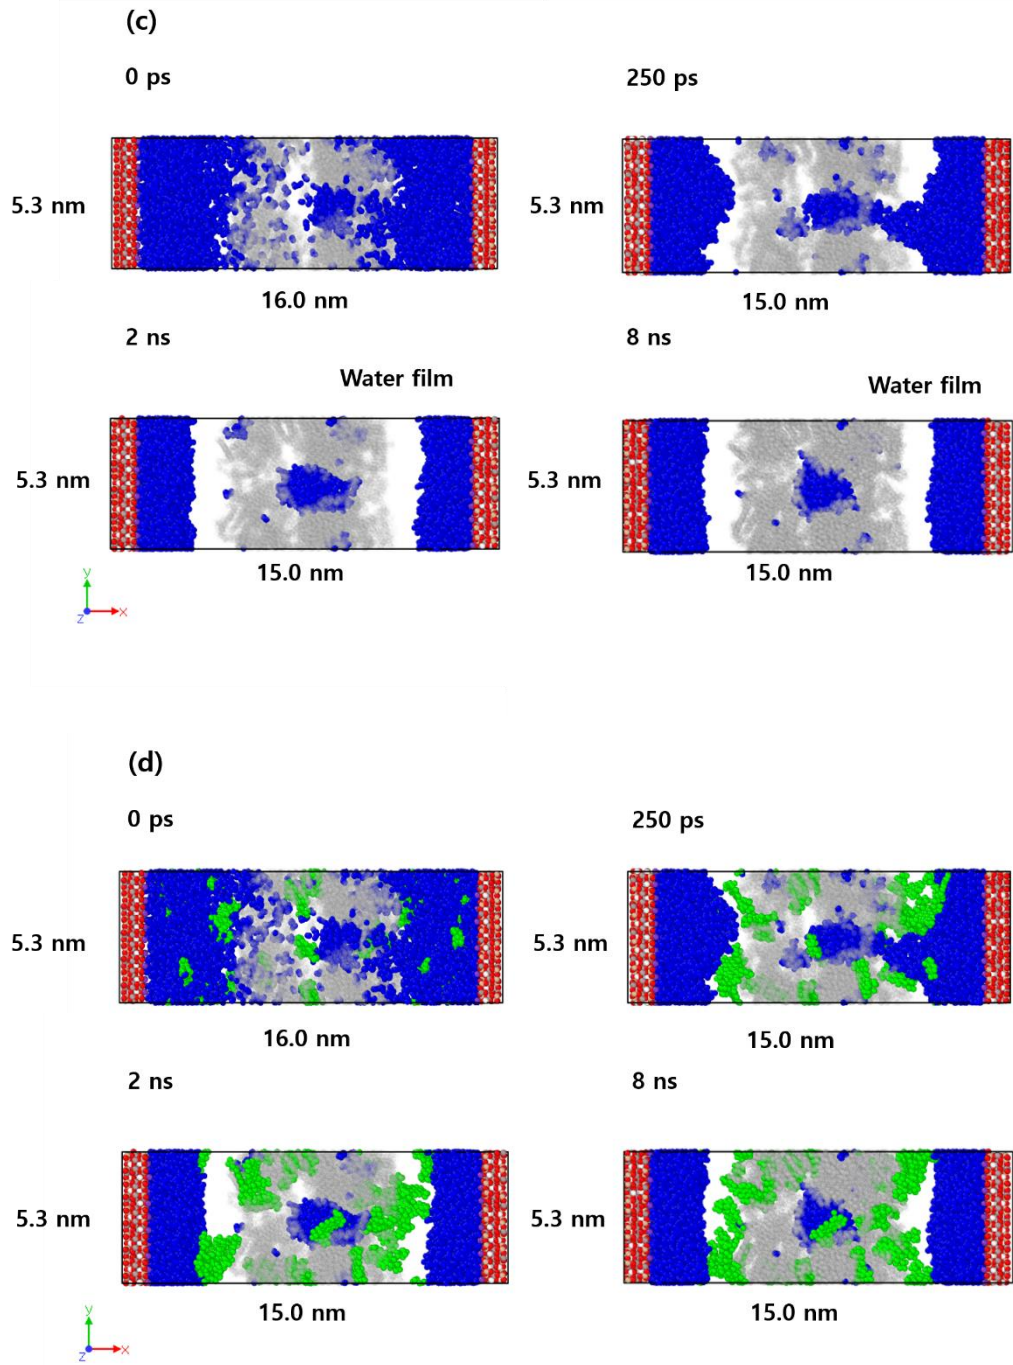 (c)
0 ps 250 ps
5.3 nm 5.3 nm
16.0 nm 15.0 nm
2 ns 8 ns
Water film Water film
5.3 nm 5.3 nm
15.0 nm 15.0 nm
y
z x
(d)
0 ps 250 ps
5.3 nm 5.3 nm
16.0 nm 15.0 nm
2 ns 8 ns
5.3 nm 5.3 nm
15.0 nm 15.0 nm
y
z x